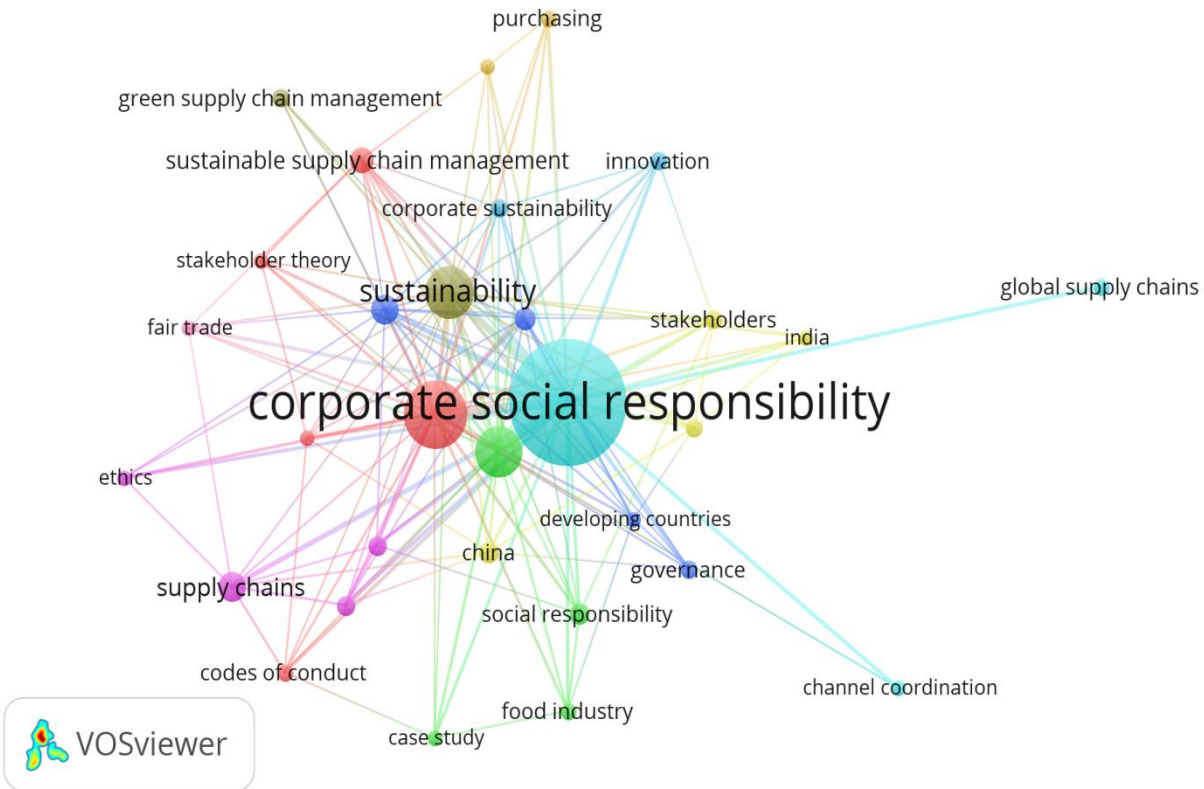 purchasing
green supply chain management
sustainable supply chain management
innovation
corporate sustainability
stakeholder theory
global supply chains
sustainability
fair trade
stakeholders
india
corporate social responsibility
ethics
developing countries
china
governance
supply chains
social responsibility
codes of conduct
channel coordination
food industry
case study
VOSviewer